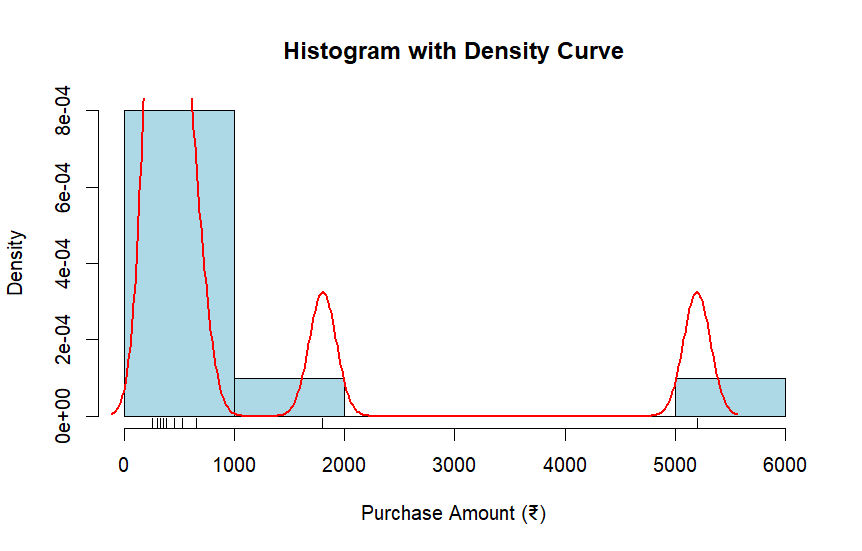 Histogram with Density Curve
Density
8e-04
6e-04
4e-04
2e-04
0e+00
0 1000 2000 3000 4000 5000 6000
Purchase Amount (₹)